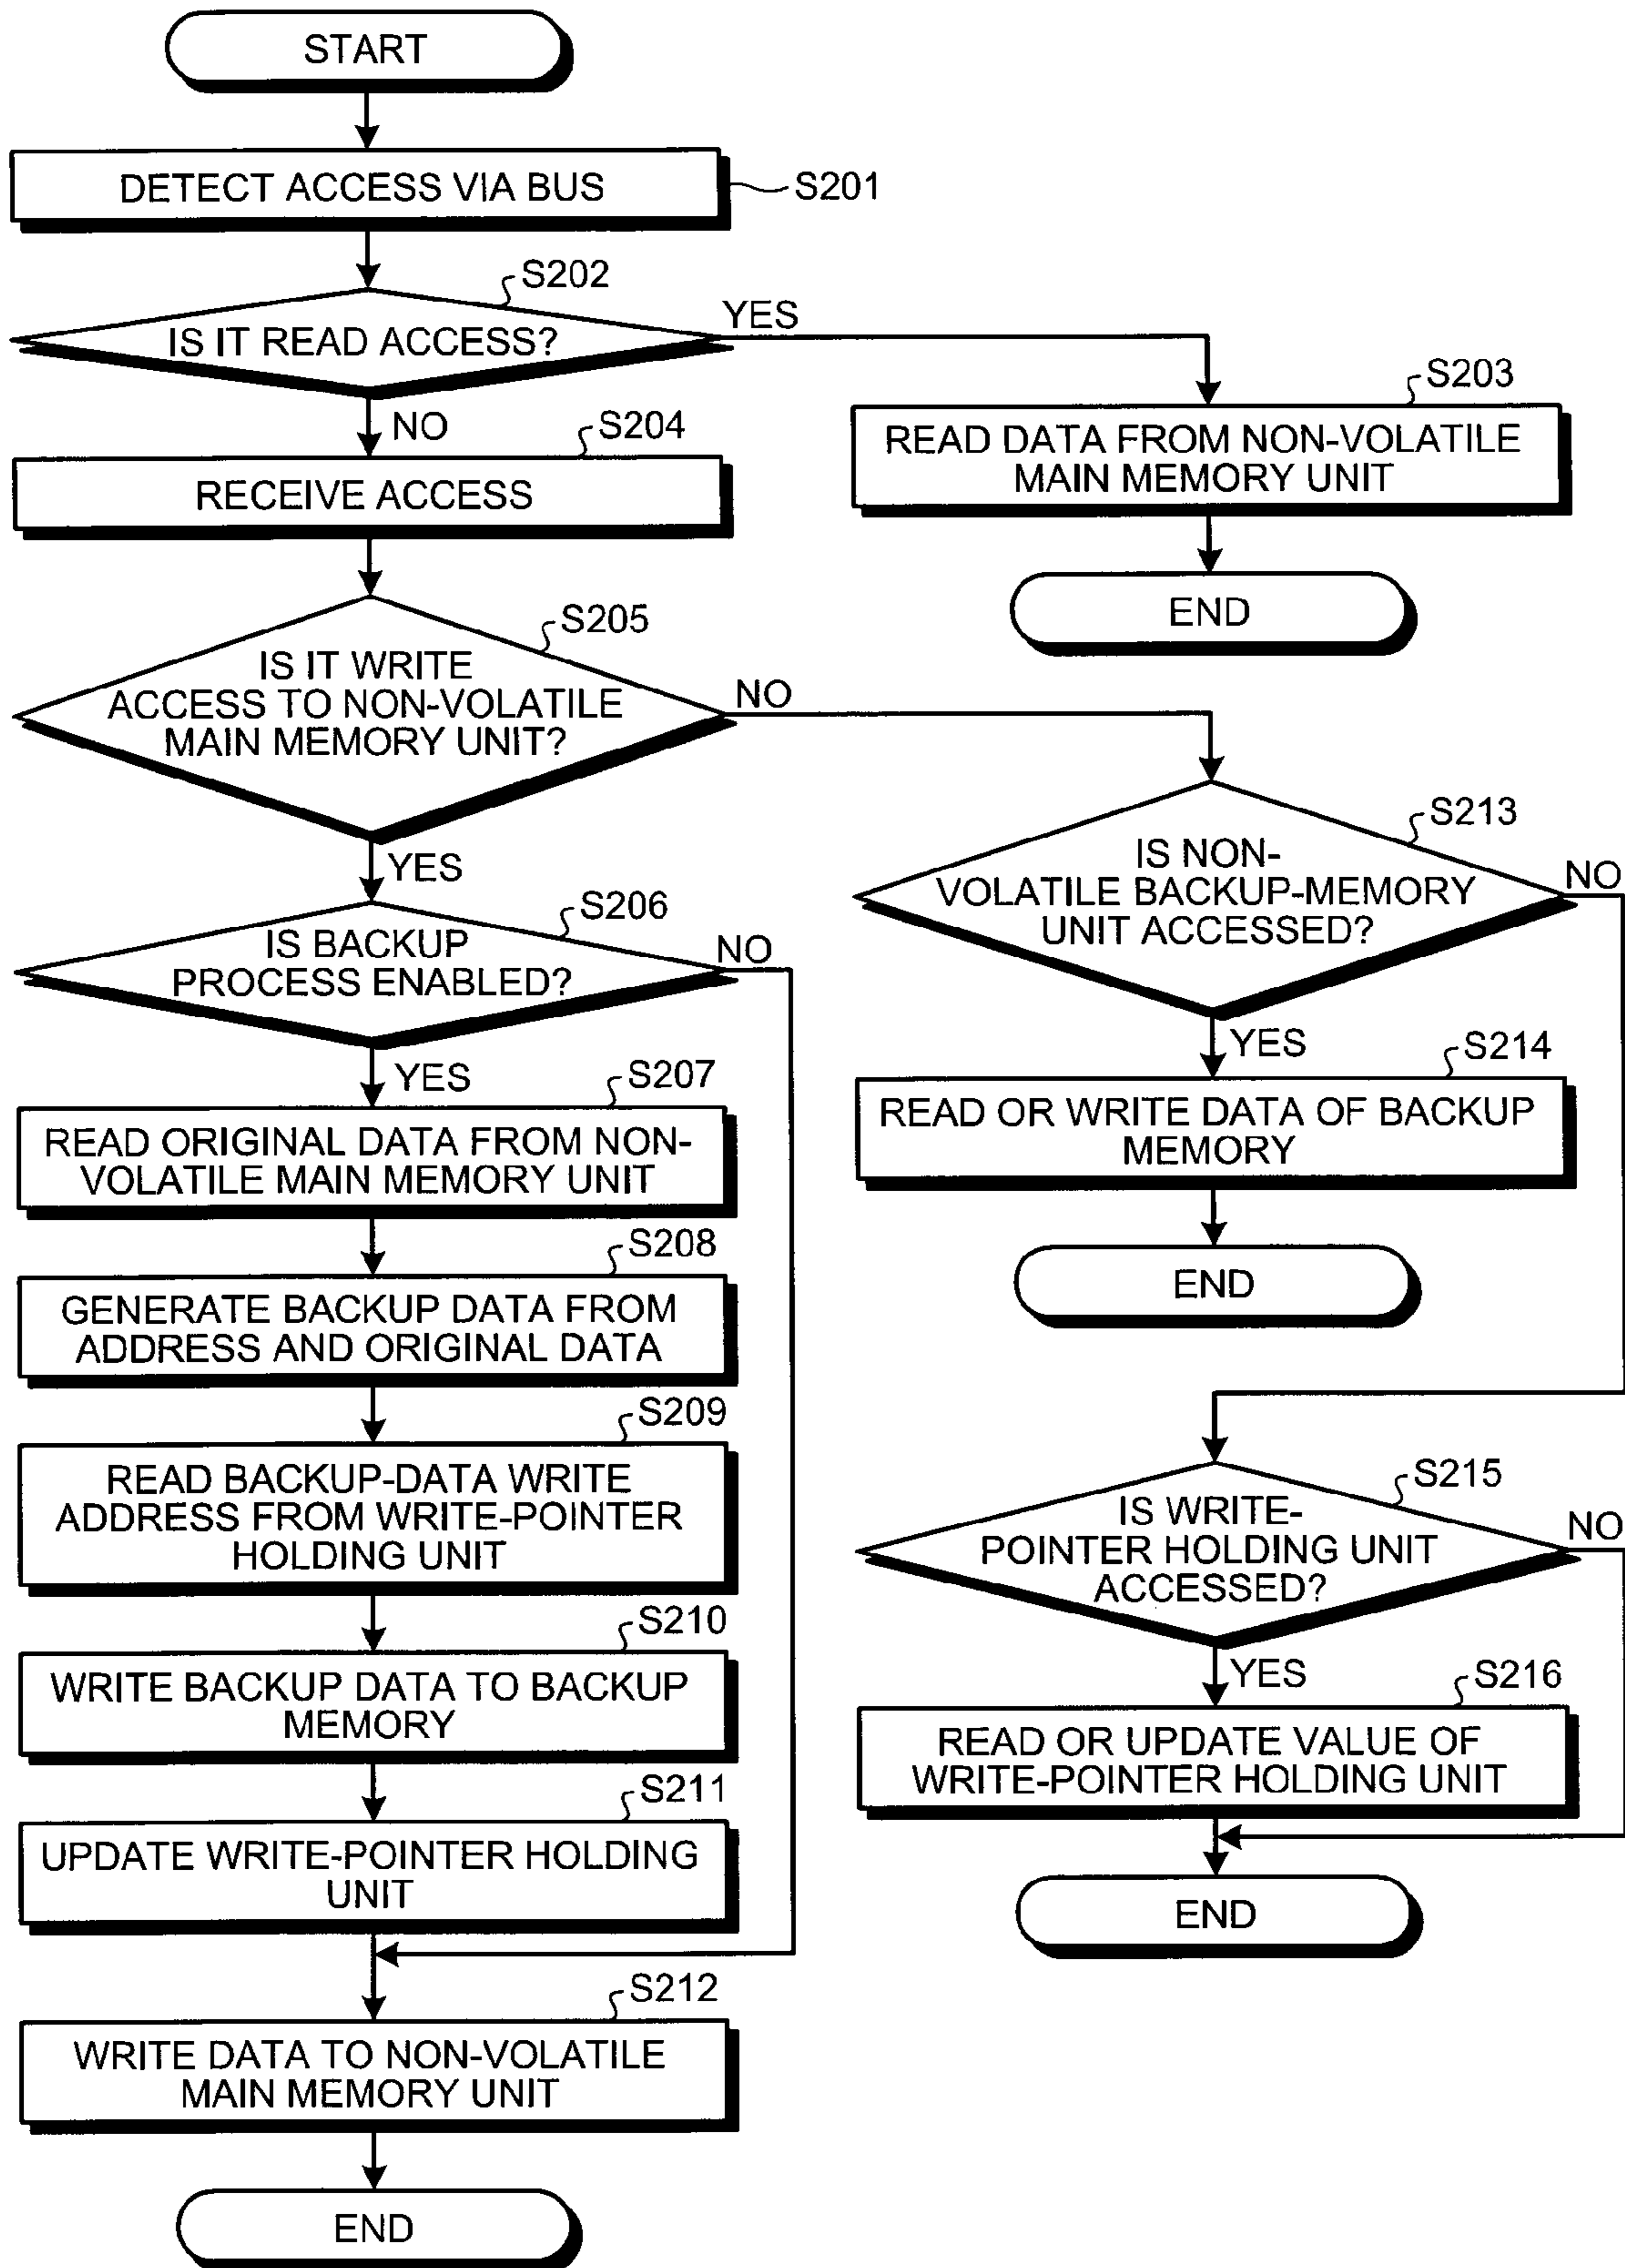 START
DETECT ACCESS VIA BUS
S201
S202
IS IT READ ACCESS?
YES
NO
S203
READ DATA FROM NON-VOLATILE
MAIN MEMORY UNIT
END
S204
RECEIVE ACCESS
S205
IS IT WRITE
ACCESS TO NON-VOLATILE
MAIN MEMORY UNIT?
NO
YES
S206
IS BACKUP
PROCESS ENABLED?
NO
YES
S207
READ ORIGINAL DATA FROM NON-
VOLATILE MAIN MEMORY UNIT
S208
GENERATE BACKUP DATA FROM
ADDRESS AND ORIGINAL DATA
S209
READ BACKUP-DATA WRITE
ADDRESS FROM WRITE-POINTER
HOLDING UNIT
S210
WRITE BACKUP DATA TO BACKUP
MEMORY
S211
UPDATE WRITE-POINTER HOLDING
UNIT
S212
WRITE DATA TO NON-VOLATILE
MAIN MEMORY UNIT
END
S213
IS NON-
VOLATILE BACKUP-MEMORY
UNIT ACCESSED?
NO
YES
S214
READ OR WRITE DATA OF BACKUP
MEMORY
END
S215
IS WRITE-
POINTER HOLDING UNIT
ACCESSED?
NO
YES
S216
READ OR UPDATE VALUE OF
WRITE-POINTER HOLDING UNIT
END